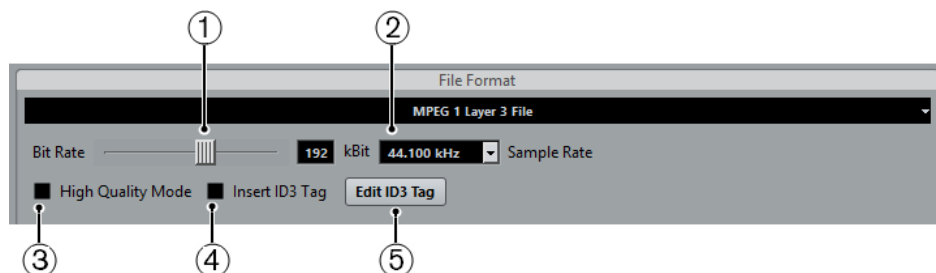 ① ②
File Format
MPEG 1 Layer 3 File
Bit Rate 192 kBit 44.100 kHz Sample Rate
High Quality Mode Insert ID3 Tag Edit ID3 Tag
③ ④ ⑤